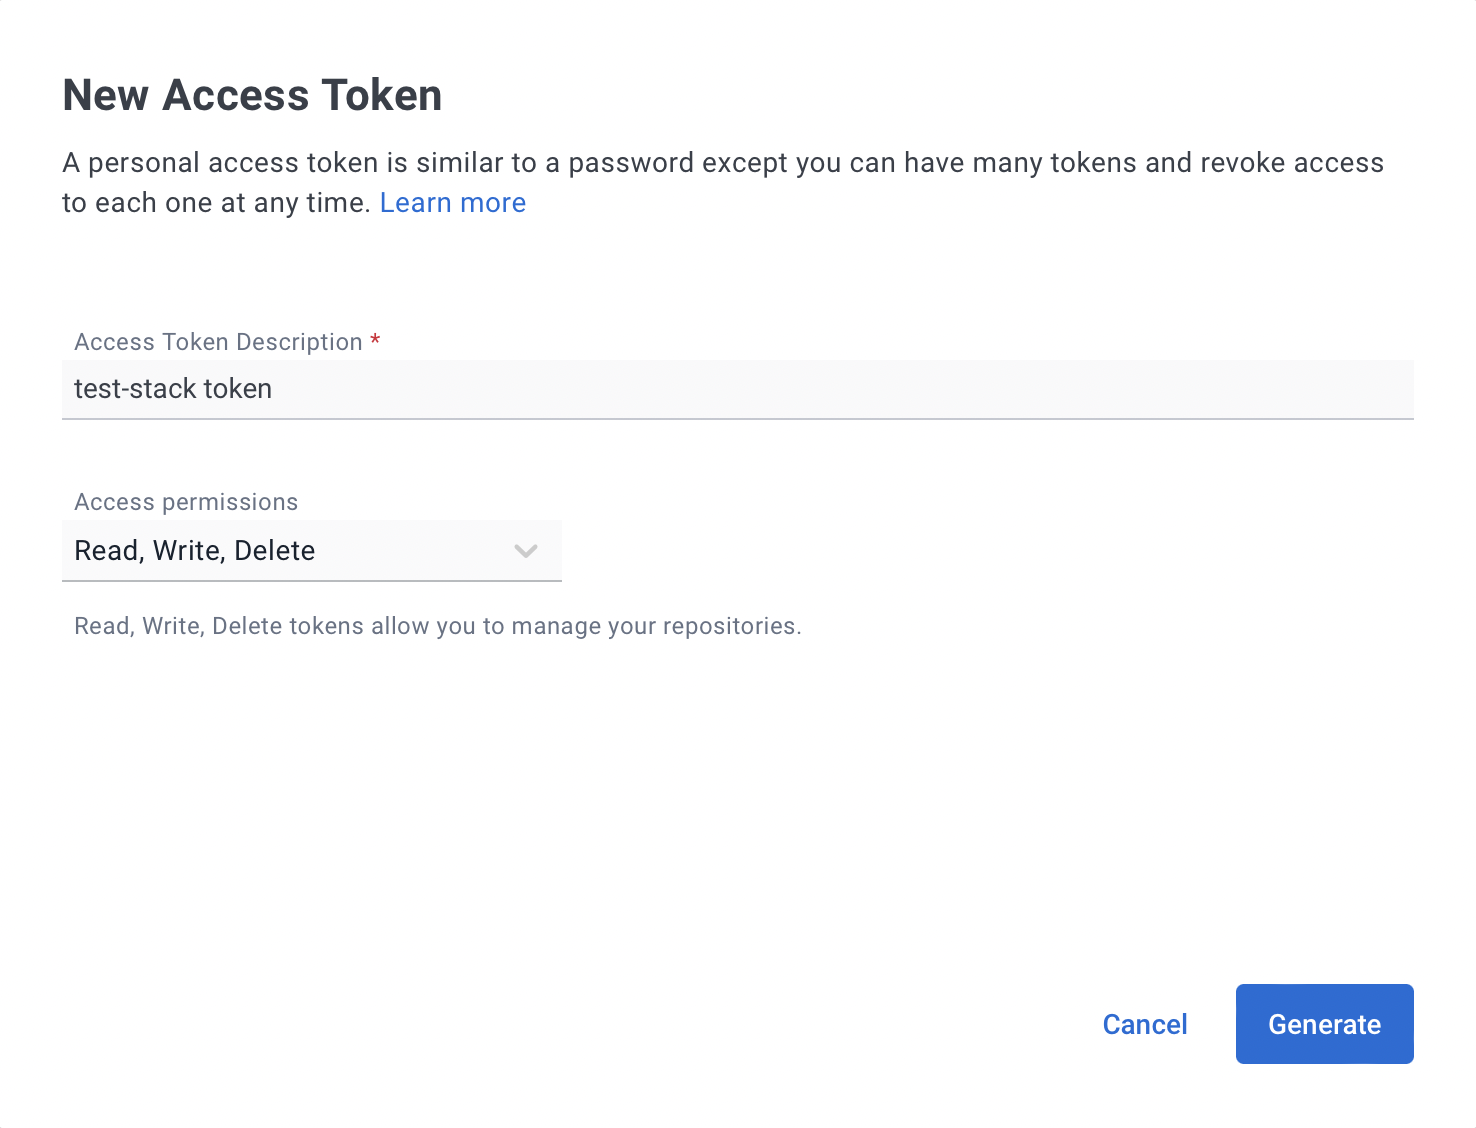 New Access Token
A personal access token is similar to a password except you can have many tokens and revoke access
to each one at any time. Learn more
Access Token Description *
test-stack token
Access permissions
Read, Write, Delete
Read, Write, Delete tokens allow you to manage your repositories.
Cancel
Generate